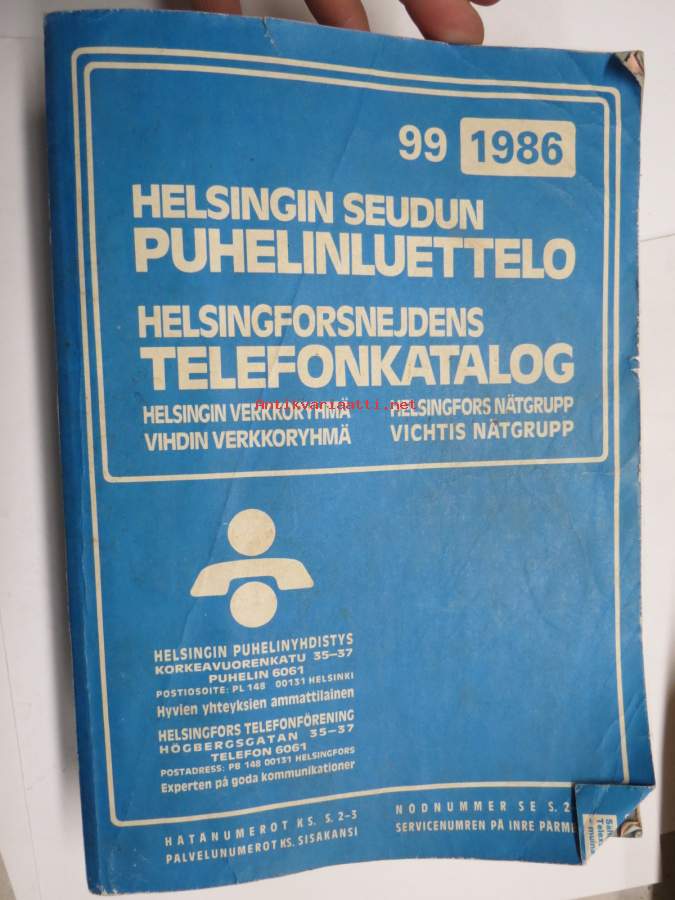 99 1986
HELSINGIN SEUDUN
PUHELINLUETTELO
HELSINGFORSNEJDENS
TELEFONKATALOG
HELSINGIN VERKKORYHMÄ HELSINGFORS NÄTGRUPP
Antikvariaatti.net
VIHDIN VERKKORYHMÄ VICHTIS NÄTGRUPP
HELSINGIN PUHELINYHDISTYS
KORKEAVUORENKATU 35–37
PUHELIN 6061
POSTIOSOITE: PL 148 00131 HELSINKI
Hyvien yhteyksien ammattilainen
HELSINGFORS TELEFONFÖRENING
HÖGBERGSGATAN 35–37
TELEFON 6061
POSTADRESS: PB 148 00131 HELSINGFORS
Experten på goda kommunikationer
HÄTÄNUMEROT KS. S. 2–3
PALVELUNUMEROT KS. SISÄKANSI
NÖDNUMMER SE S. 2
SERVICENUMREN PÅ INRE PÄRM